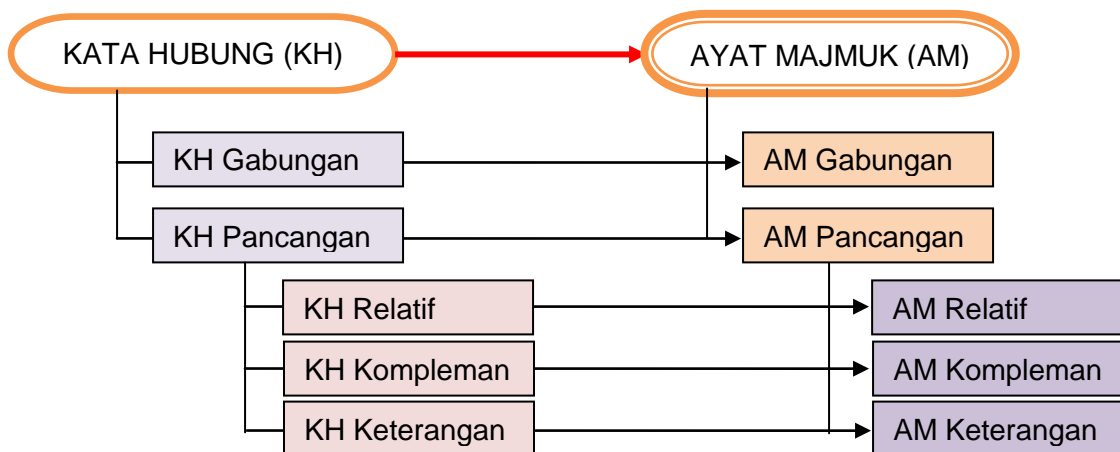 KATA HUBUNG (KH)
AYAT MAJMUK (AM)
KH Gabungan
AM Gabungan
KH Pancangan
AM Pancangan
KH Relatif
AM Relatif
KH Kompleman
AM Kompleman
KH Keterangan
AM Keterangan